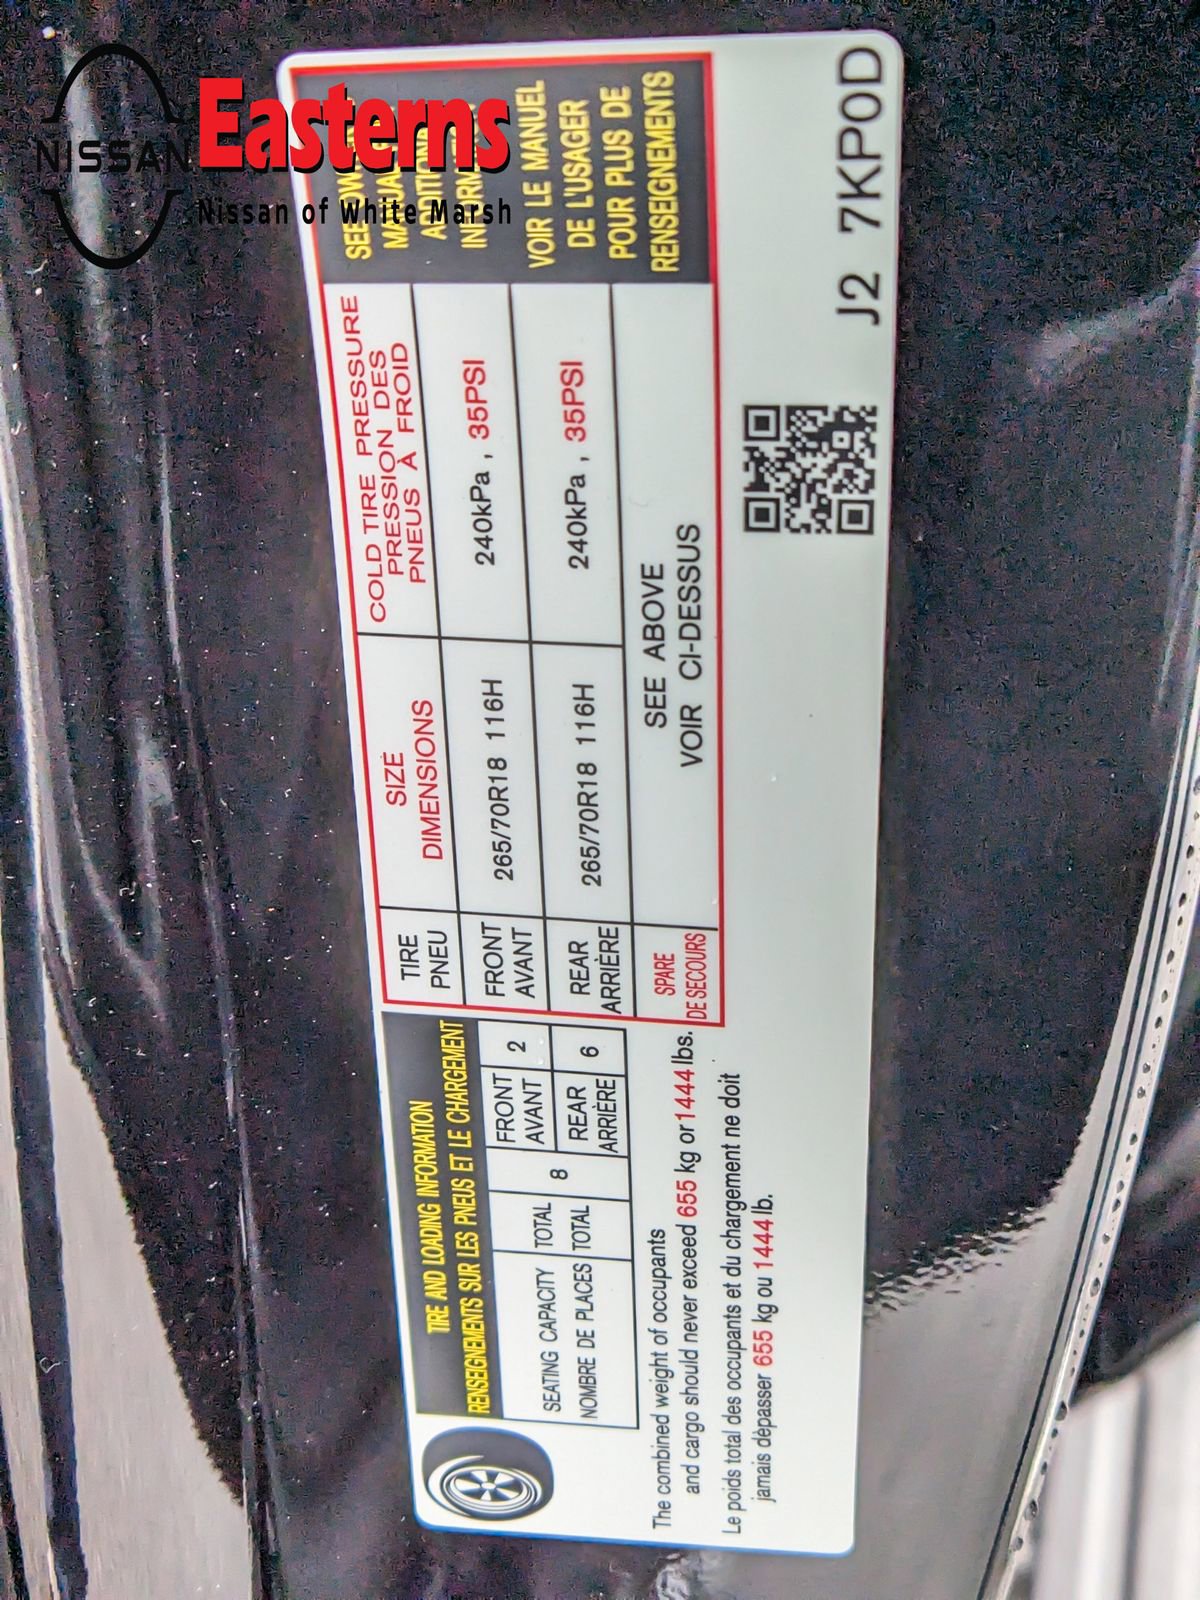 NISSAN
Easterns
Nissan of White Marsh
TIRE AND LOADING INFORMATION
RENSEIGNEMENTS SUR LES PNEUS ET LE CHARGEMENT
SEATING CAPACITY
NOMBRE DE PLACES
TOTAL
TOTAL
8
FRONT
AVANT
2
REAR
ARRIÈRE
6
The combined weight of occupants
and cargo should never exceed 655 kg or 1444 lbs.
Le poids total des occupants et du chargement ne doit
jamais dépasser 655 kg ou 1444 lb.
TIRE
PNEU
SIZE
DIMENSIONS
COLD TIRE PRESSURE
PRESSION DES
PNEUS À FROID
FRONT
AVANT
265/70R18 116H
240kPa , 35PSI
REAR
ARRIÈRE
265/70R18 116H
240kPa , 35PSI
SPARE
DE SECOURS
SEE ABOVE
VOIR CI-DESSUS
SEE
VOIR LE MANUEL
DE L'USAGER
POUR PLUS DE
RENSEIGNEMENTS
J2 7KP0D